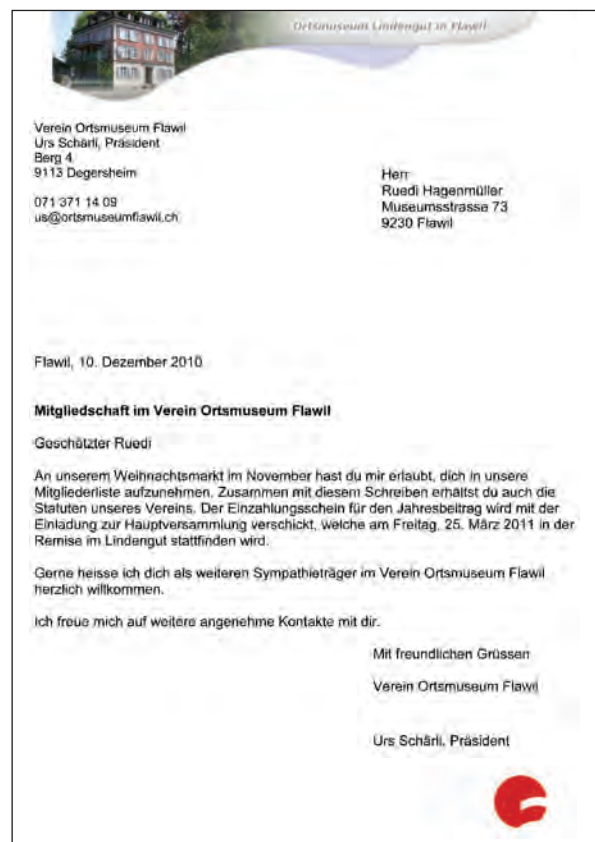 Ortsmuseum Lindengut in Flawil
Verein Ortsmuseum Flawil
Urs Schärli, Präsident
Berg 4
9113 Degersheim
071 371 14 09
us@ortsmuseumflawil.ch
Herr
Ruedi Hagenmüller
Museumsstrasse 73
9230 Flawil
Flawil, 10. Dezember 2010
Mitgliedschaft im Verein Ortsmuseum Flawil
Geschätzter Ruedi
An unserem Weihnachtsmarkt im November hast du mir erlaubt, dich in unsere
Mitgliederliste aufzunehmen. Zusammen mit diesem Schreiben erhältst du auch die
Statuten unseres Vereins. Der Einzahlungsschein für den Jahresbeitrag wird mit der
Einladung zur Hauptversammlung verschickt, welche am Freitag, 25. März 2011 in der
Remise im Lindengut stattfinden wird.
Gerne heisse ich dich als weiteren Sympathieträger im Verein Ortsmuseum Flawil
herzlich willkommen.
Ich freue mich auf weitere angenehme Kontakte mit dir.
Mit freundlichen Grüssen
Verein Ortsmuseum Flawil
Urs Schärli, Präsident